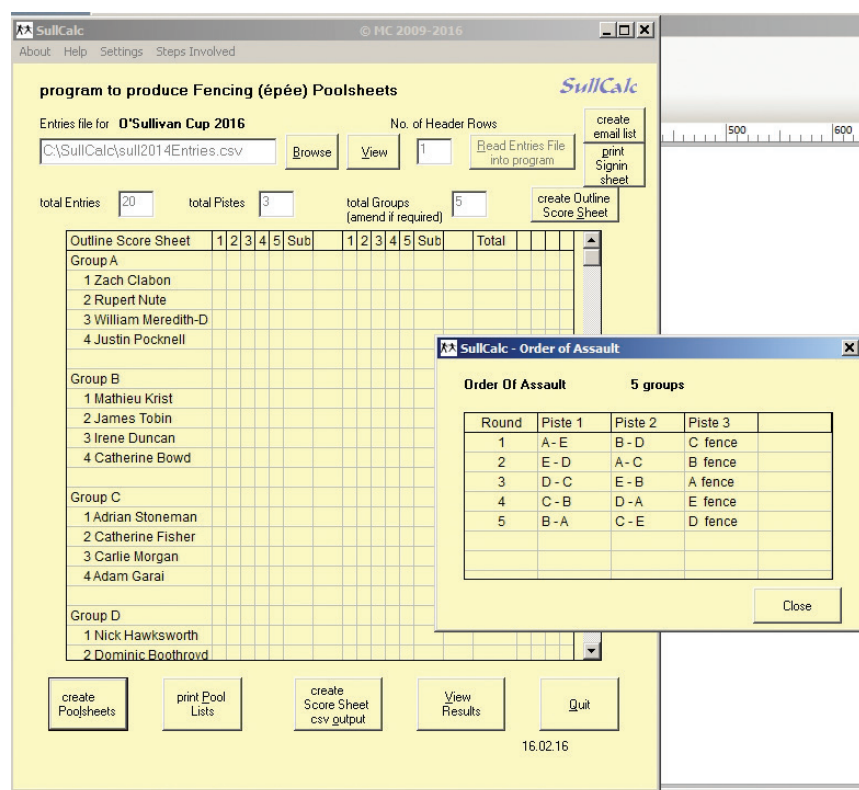 SullCalc © MC 2009-2016
About Help Settings Steps Involved
program to produce Fencing (épée) Poolsheets
SullCalc
Entries file for O'Sullivan Cup 2016
No. of Header Rows
C:\SullCalc\sull2014Entries.csv
Browse
View
1
Read Entries File
into program
create
email list
print
Signin
sheet
total Entries 20
total Pistes 3
total Groups
(amend if required)
5
create Outline
Score Sheet
Outline Score Sheet 1 2 3 4 5 Sub 1 2 3 4 5 Sub Total
Group A
1 Zach Clabon
2 Rupert Nute
3 William Meredith-D
4 Justin Pocknell
Group B
1 Mathieu Krist
2 James Tobin
3 Irene Duncan
4 Catherine Bowd
Group C
1 Adrian Stoneman
2 Catherine Fisher
3 Carlie Morgan
4 Adam Garai
Group D
1 Nick Hawksworth
2 Dominic Boothroyd
create
Poolsheets
print Pool
Lists
create
Score Sheet
csv output
View
Results
Quit
16.02.16
500 600
SullCalc - Order of Assault
Order Of Assault 5 groups
Round Piste 1 Piste 2 Piste 3
1 A - E B - D C fence
2 E - D A - C B fence
3 D - C E - B A fence
4 C - B D - A E fence
5 B - A C - E D fence
Close